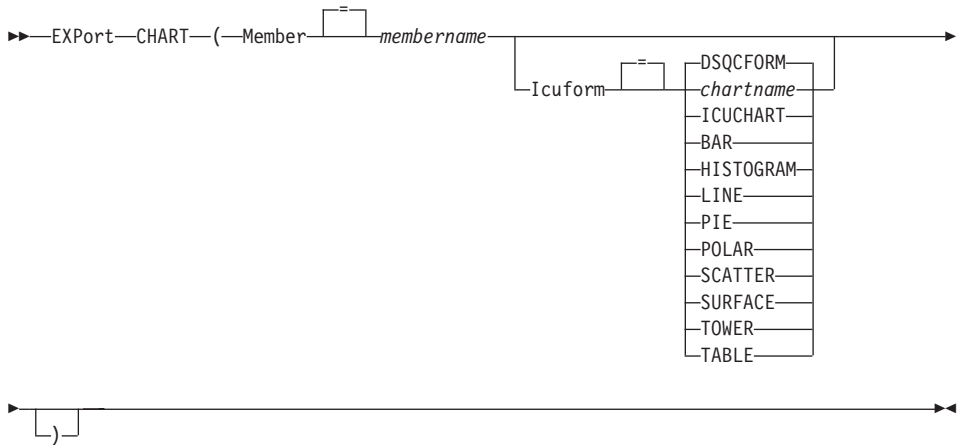 =
EXPort CHART ( Member membername
= DSQCFORM
Icuform chartname
ICUCHART
BAR
HISTOGRAM
LINE
PIE
POLAR
SCATTER
SURFACE
TOWER
TABLE
)